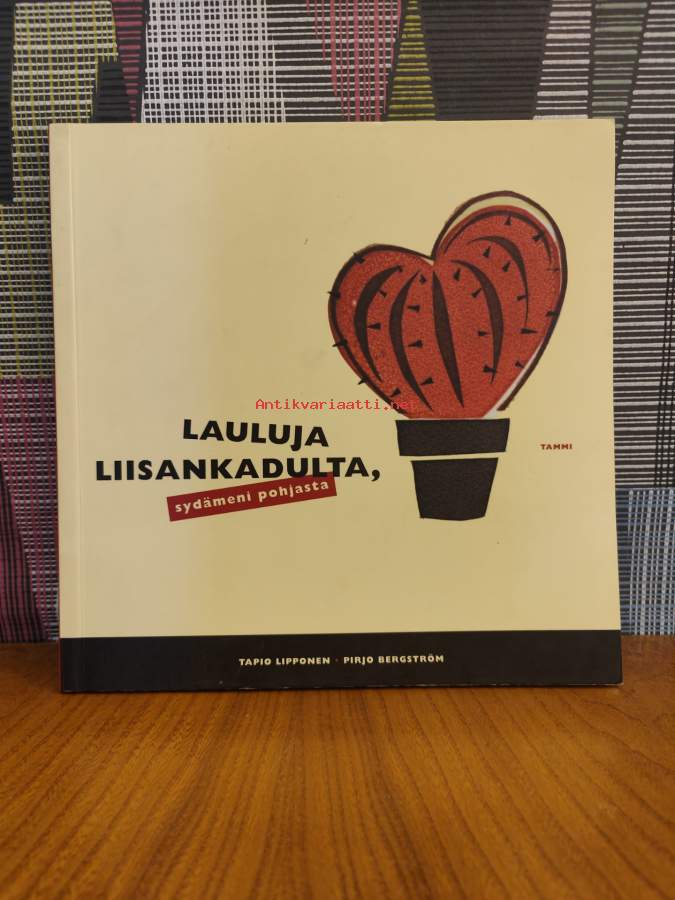 Antikvariaatti.net
LAULUJA
LIISANKADULTA,
sydämeni pohjasta
TAMMI
TAPIO LIPPONEN · PIRJO BERGSTRÖM